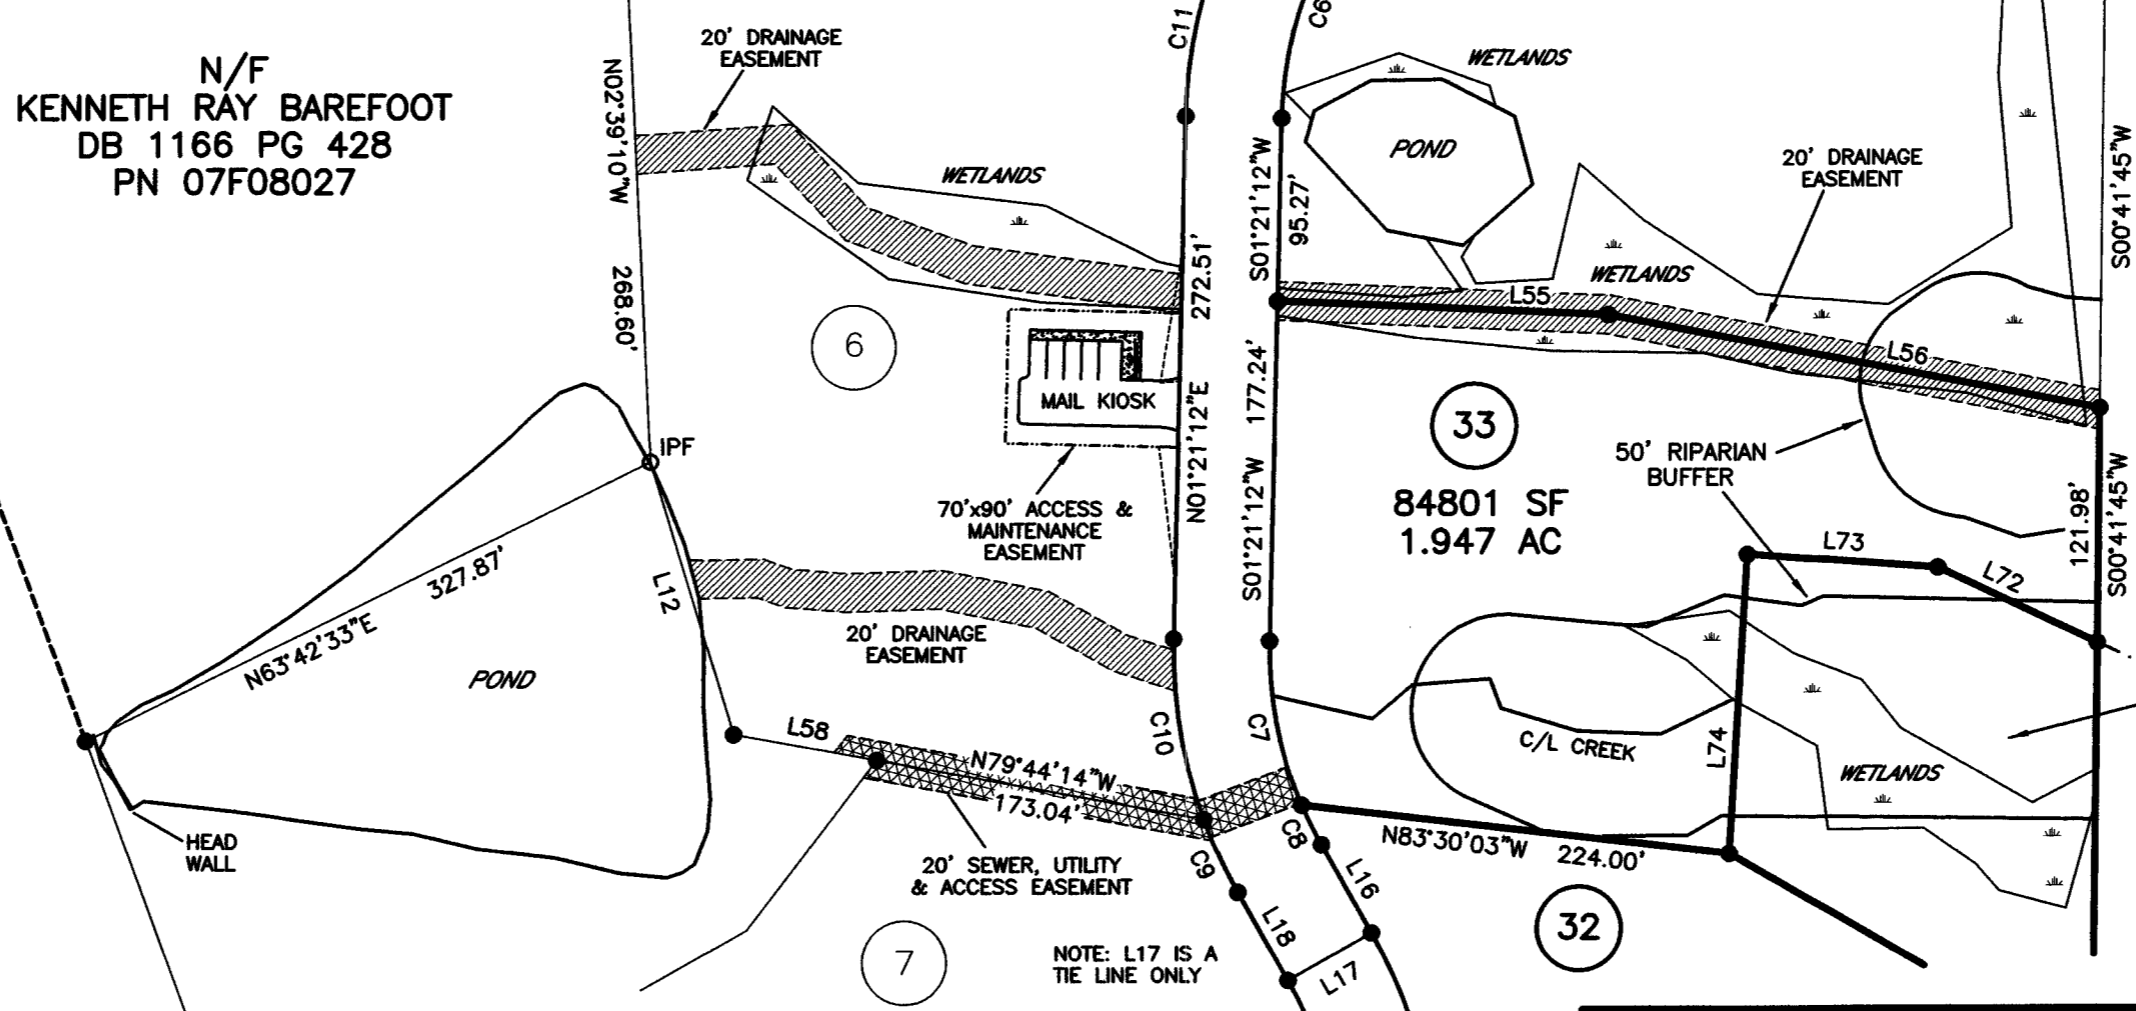 N/F
KENNETH RAY BAREFOOT
DB 1166 PG 428
PN 07F08027
N02°39'10"W
268.60'
20' DRAINAGE
EASEMENT
WETLANDS
C11
C6
WETLANDS
POND
S01°21'12"W
95.27'
20' DRAINAGE
EASEMENT
WETLANDS
S00°41'45"W
272.51'
N01°21'12"E
L55
L56
6
MAIL KIOSK
70'x90' ACCESS &
MAINTENANCE
EASEMENT
177.24'
S01°21'12"W
33
84801 SF
1.947 AC
50' RIPARIAN
BUFFER
121.98'
S00°41'45"W
L73
L72
L74
IPF
327.87'
N63°42'33"E
L12
POND
HEAD
WALL
20' DRAINAGE
EASEMENT
L58
N79°44'14"W
173.04'
C10
C7
C/L CREEK
WETLANDS
20' SEWER, UTILITY
& ACCESS EASEMENT
C9
C8
N83°30'03"W
224.00'
L16
L18
L17
7
NOTE: L17 IS A
TIE LINE ONLY
32